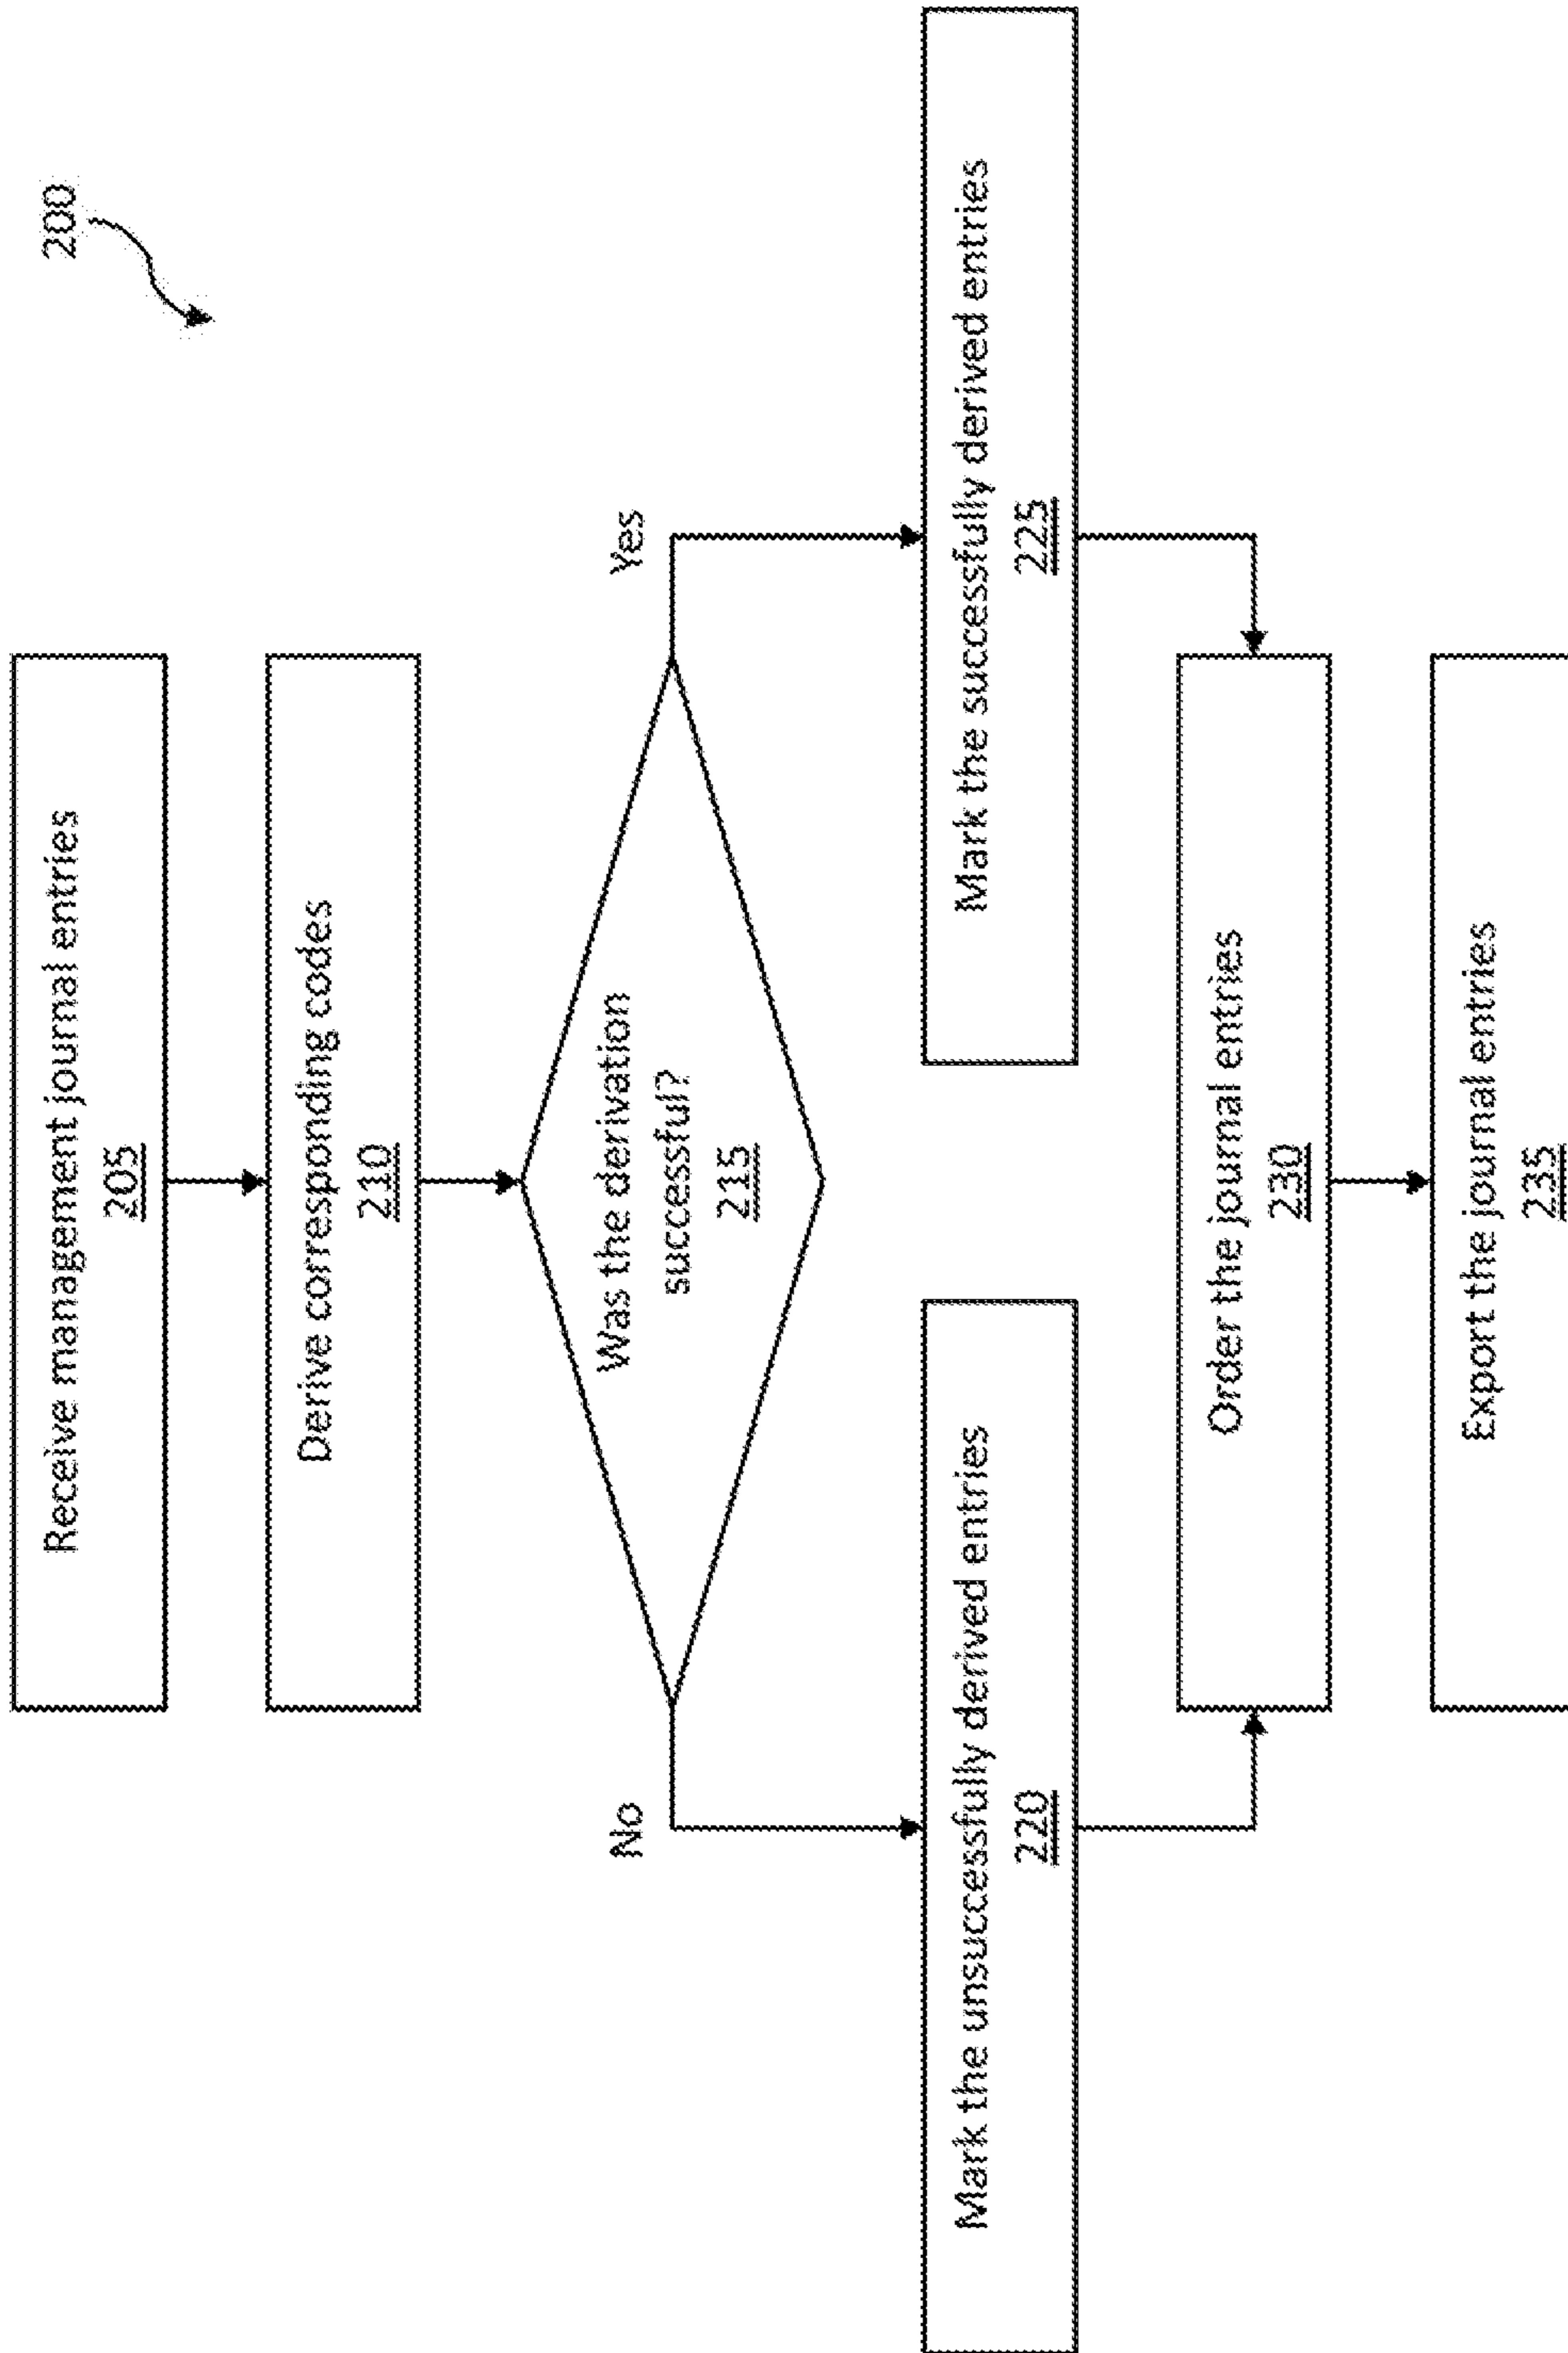 200
Receive management journal entries
205
Derive corresponding codes
210
Was the derivation
successful?
215
No
Yes
Mark the unsuccessfully derived entries
220
Mark the successfully derived entries
225
Order the journal entries
230
Export the journal entries
235